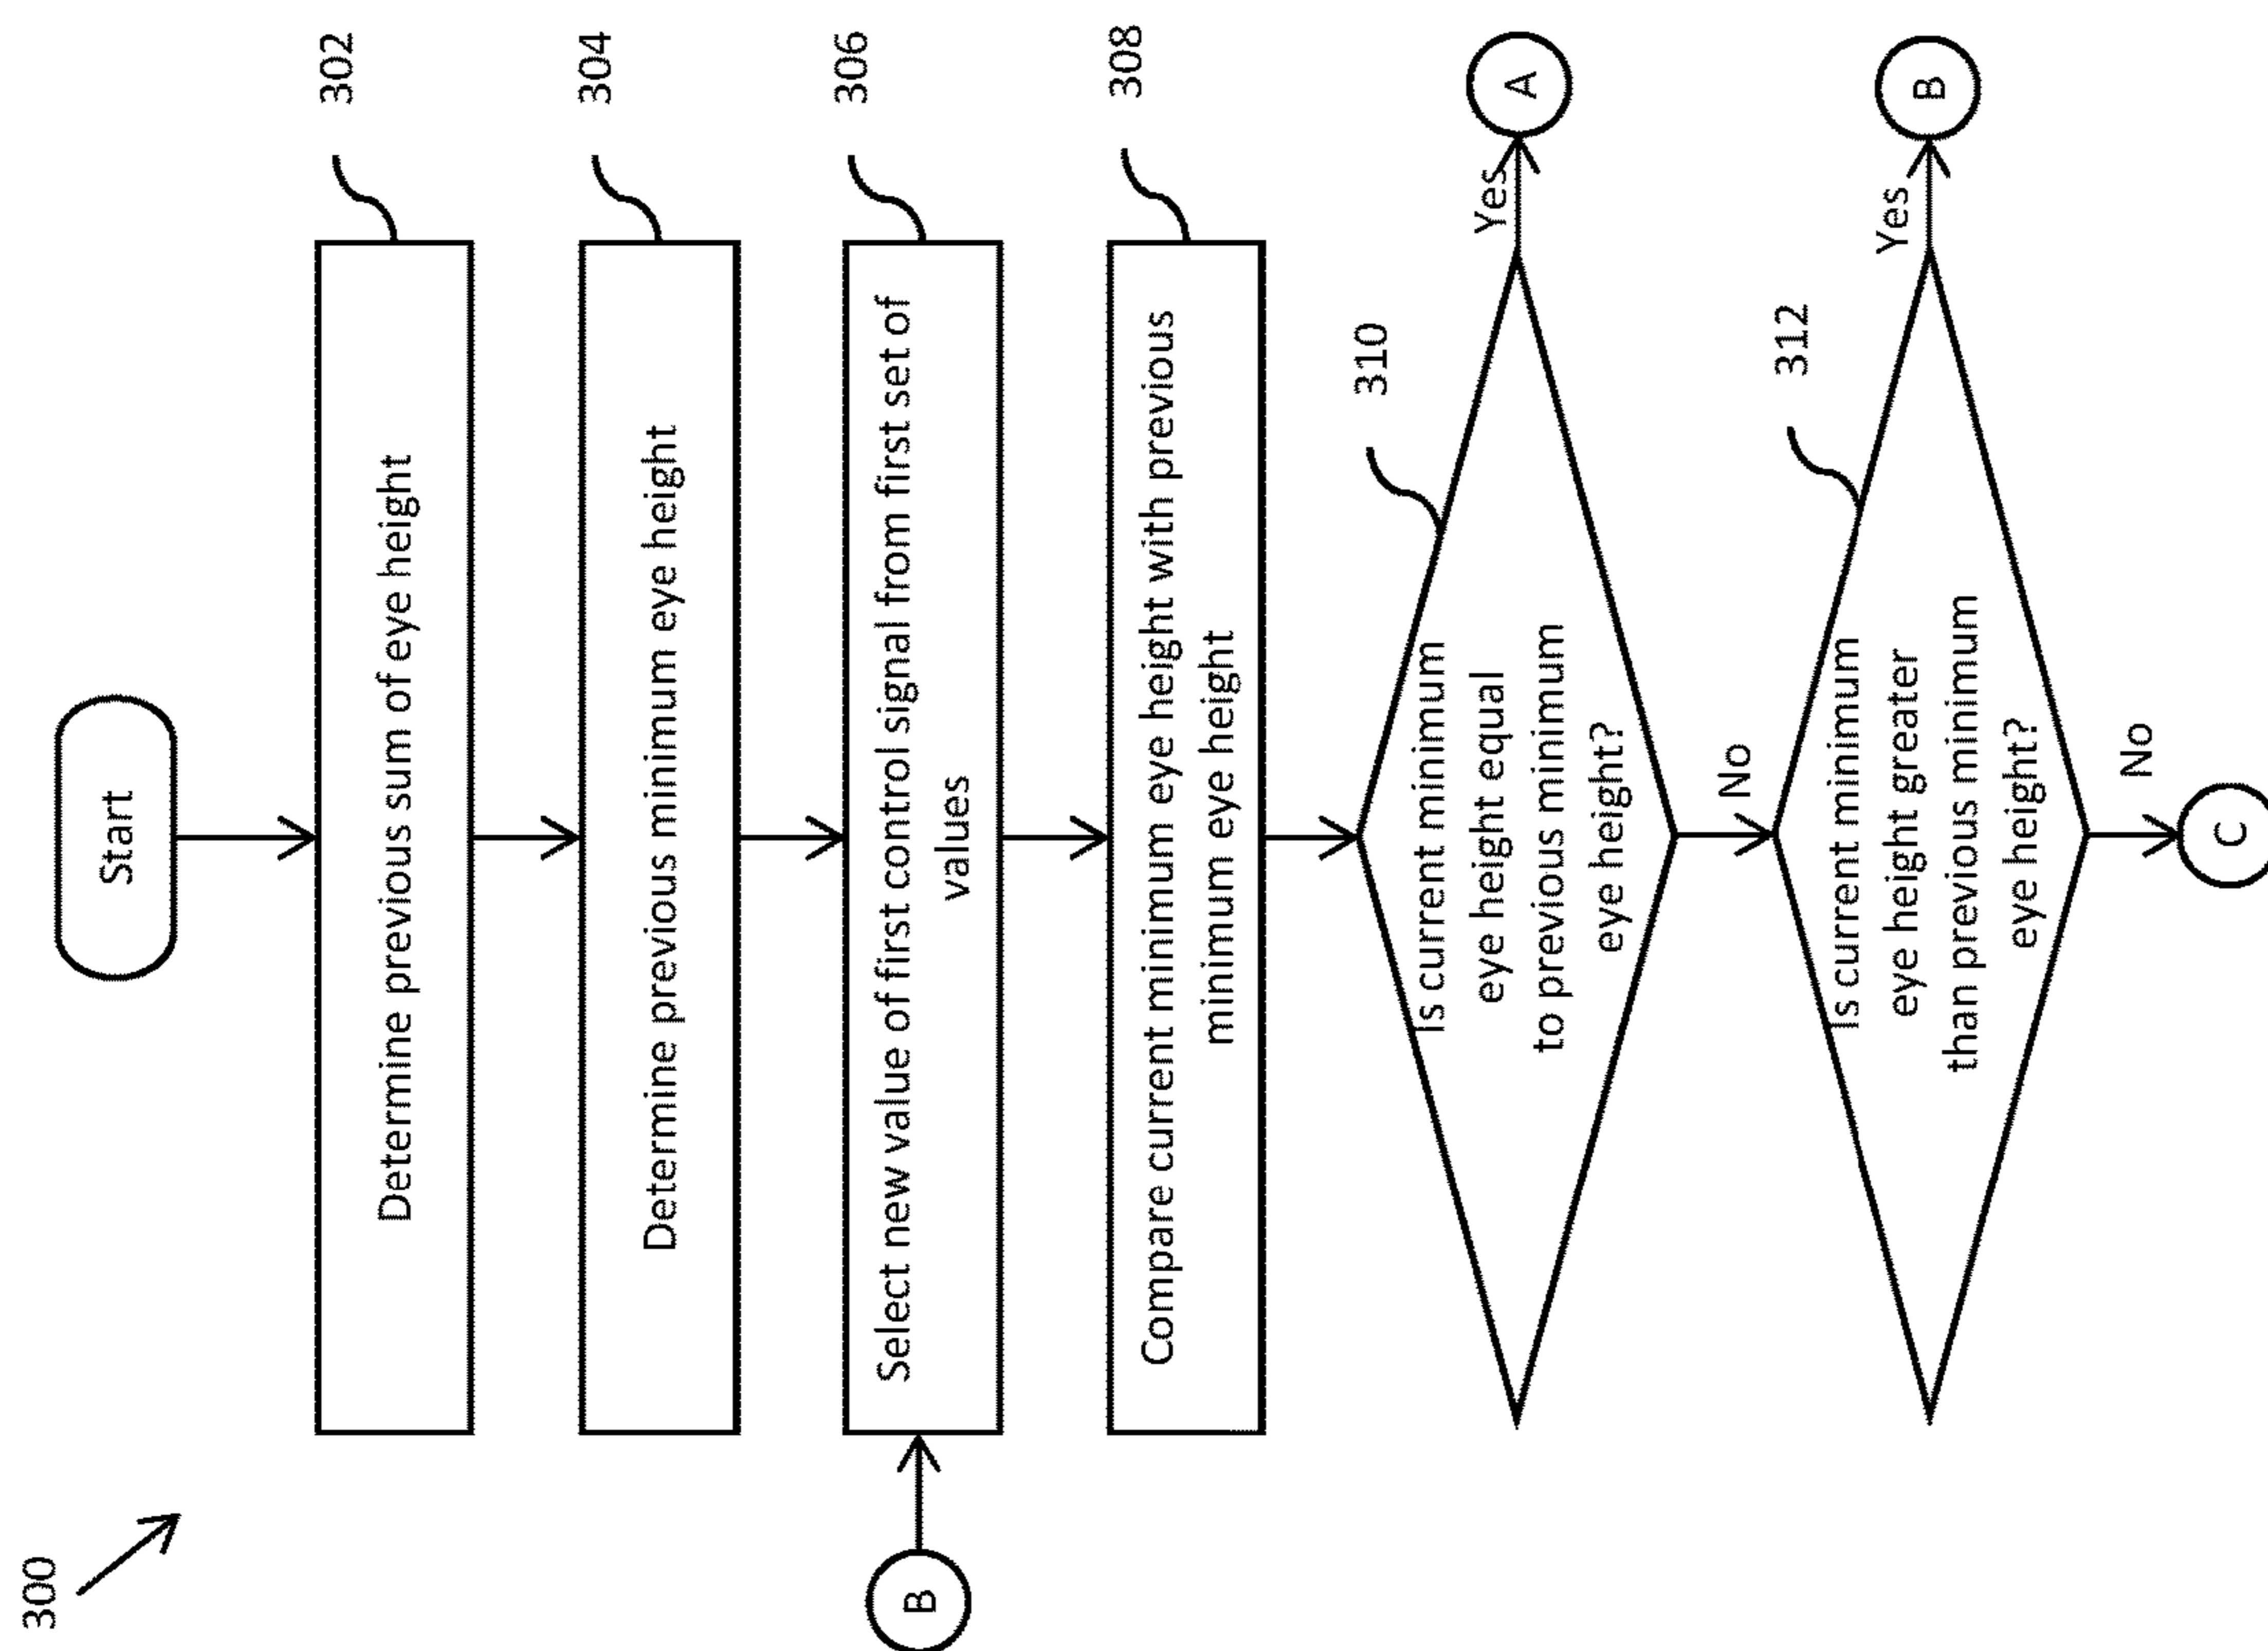 300
Start
302
Determine previous sum of eye height
304
Determine previous minimum eye height
306
B
Select new value of first control signal from first set of
values
308
Compare current minimum eye height with previous
minimum eye height
310
Is current minimum
eye height equal
to previous minimum
eye height?
Yes
A
No
312
Is current minimum
eye height greater
than previous minimum
eye height?
Yes
B
No
C